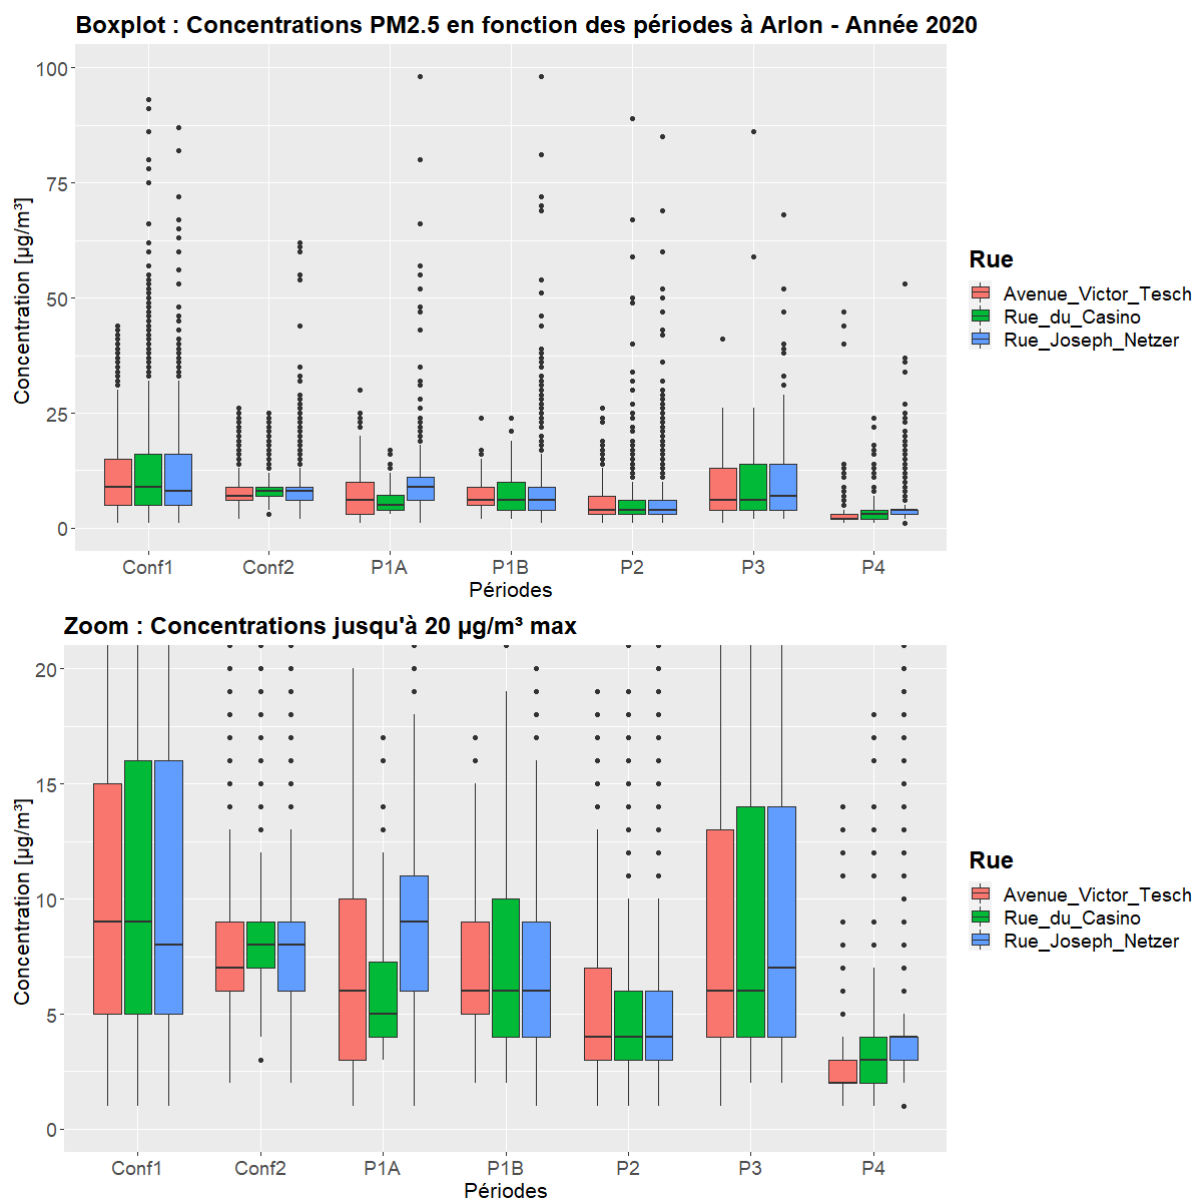 Boxplot : Concentrations PM2.5 en fonction des périodes à Arlon - Année 2020
Concentration [µg/m³]
100
75
50
25
0
Conf1 Conf2 P1A P1B P2 P3 P4
Périodes
Rue
Avenue_Victor_Tesch
Rue_du_Casino
Rue_Joseph_Netzer
Zoom : Concentrations jusqu'à 20 µg/m³ max
Concentration [µg/m³]
20
15
10
5
0
Conf1 Conf2 P1A P1B P2 P3 P4
Périodes
Rue
Avenue_Victor_Tesch
Rue_du_Casino
Rue_Joseph_Netzer